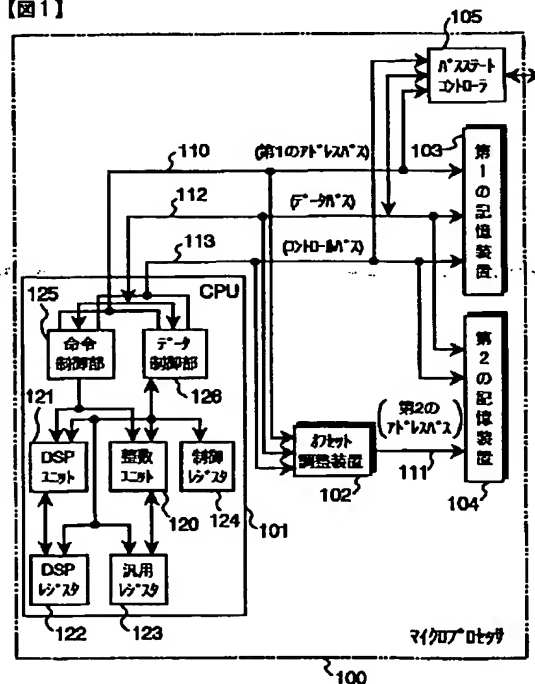 【図1】
105
バスステート
コントローラ
110
(第1のアドレスバス)
103
第1の記憶装置
112
(データバス)
113
(コントロールバス)
CPU
125
命令
制御部
データ
制御部
126
第2の記憶装置
(第2の
アドレスバス)
121
DSP
ユニット
整数
ユニット
制御
レジスタ
オフセット
調整装置
111
120
124
101
102
104
DSP
レジスタ
汎用
レジスタ
122
123
マイクロプロセッサ
100